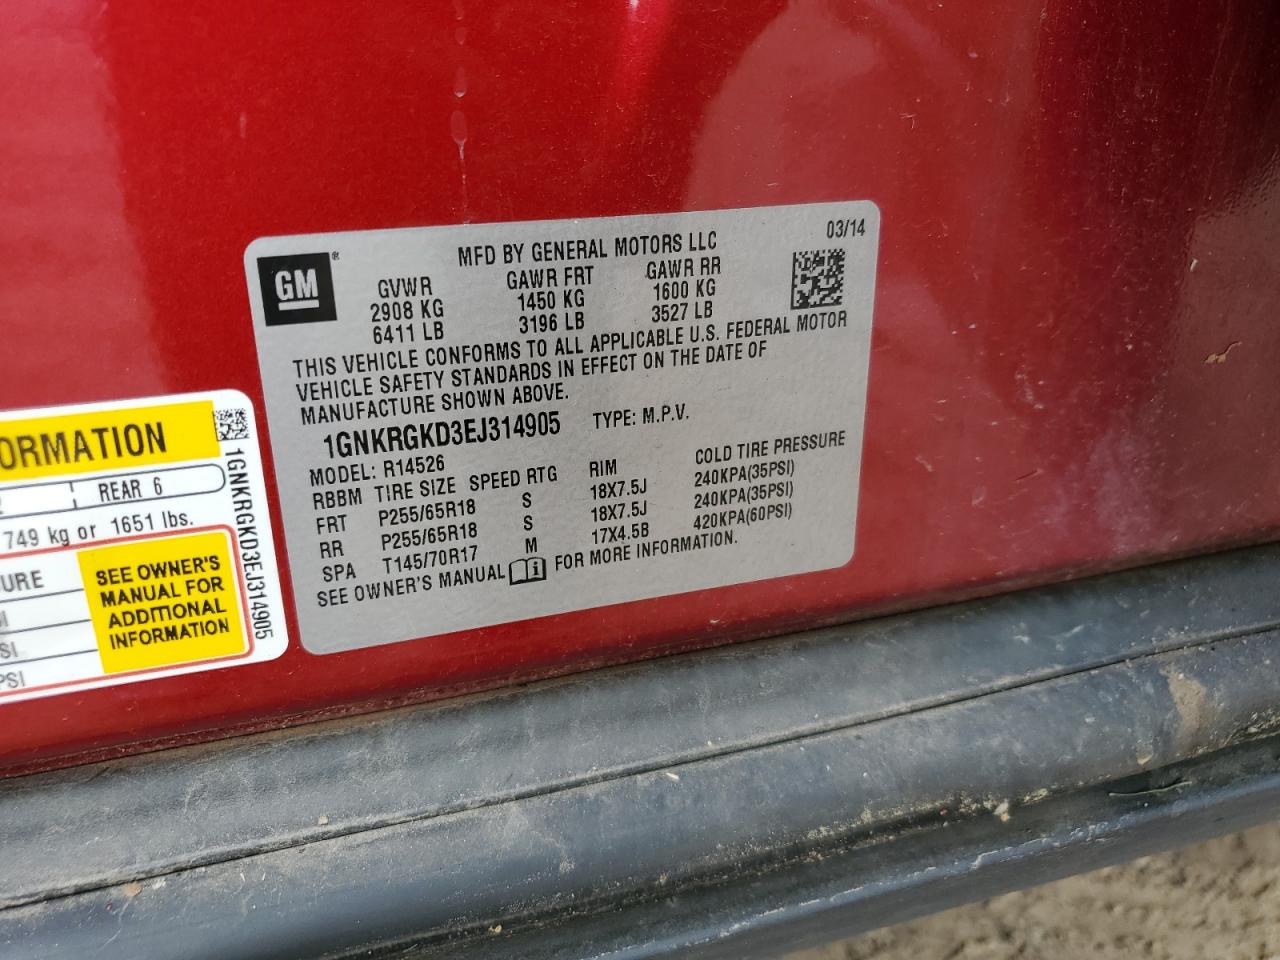 GM
®
MFD BY GENERAL MOTORS LLC
03/14
GVWR GAWR FRT GAWR RR
2908 KG 1450 KG 1600 KG
6411 LB 3196 LB 3527 LB
THIS VEHICLE CONFORMS TO ALL APPLICABLE U.S. FEDERAL MOTOR
VEHICLE SAFETY STANDARDS IN EFFECT ON THE DATE OF
MANUFACTURE SHOWN ABOVE.
1GNKRGKD3EJ314905 TYPE: M.P.V.
MODEL: R14526
RBBM TIRE SIZE SPEED RTG RIM COLD TIRE PRESSURE
FRT P255/65R18 S 18X7.5J 240KPA(35PSI)
RR P255/65R18 S 18X7.5J 240KPA(35PSI)
SPA T145/70R17 M 17X4.5B 420KPA(60PSI)
SEE OWNER'S MANUAL FOR MORE INFORMATION.
ORMATION
REAR 6
749 kg or 1651 lbs.
URE
SI
PSI
SEE OWNER'S
MANUAL FOR
ADDITIONAL
INFORMATION
1GNKRGKD3EJ314905